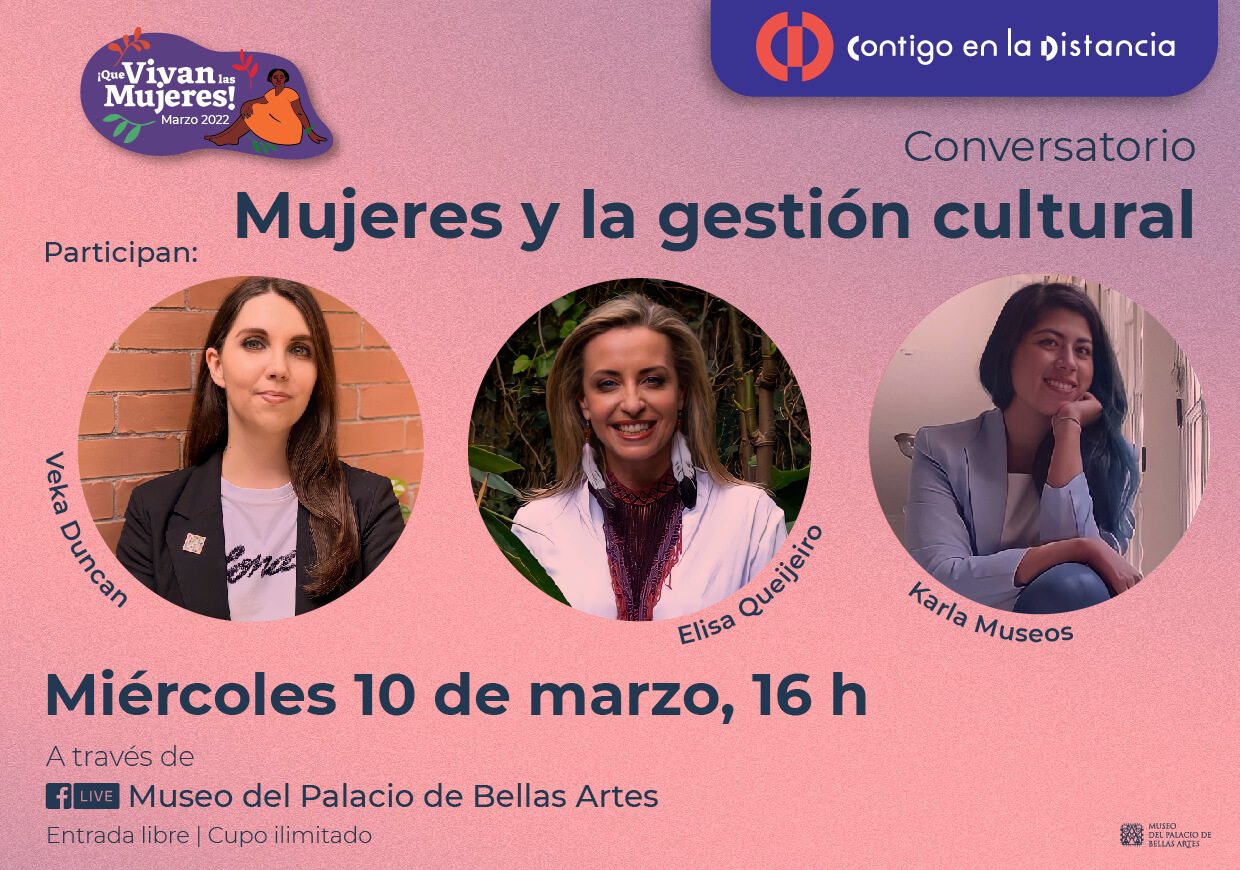 ¡Que Vivan las
Mujeres!
Marzo 2022
Contigo en la Distancia
Conversatorio
Mujeres y la gestión cultural
Participan:
Veka Duncan
Elisa Queijeiro
Karla Museos
Miércoles 10 de marzo, 16 h
A través de
f LIVE Museo del Palacio de Bellas Artes
Entrada libre | Cupo ilimitado
MUSEO
DEL PALACIO DE
BELLAS ARTES